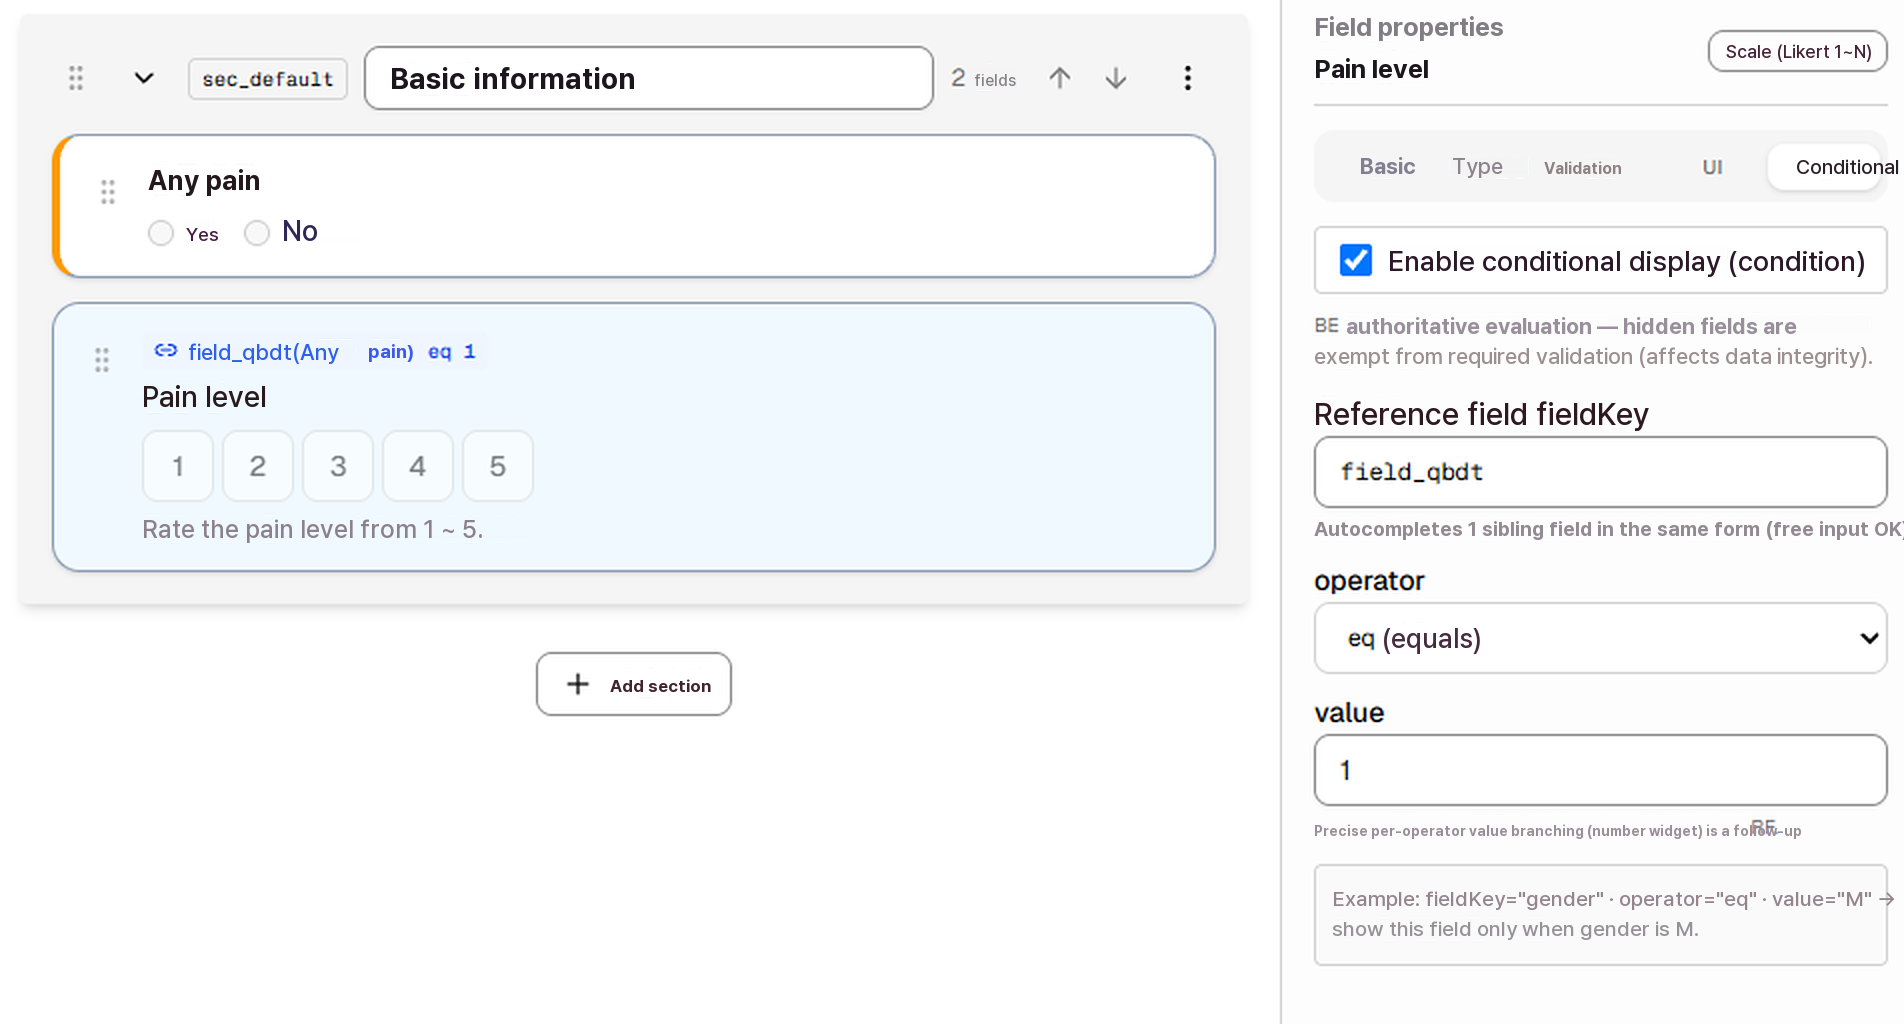 sec_default
Basic information
2 fields
Any pain
Yes
No
field_qbdt(Any pain) eq 1
Pain level
1
2
3
4
5
Rate the pain level from 1 ~ 5.
Add section
Field properties
Pain level
Scale (Likert 1~N)
Basic
Type
Validation
UI
Conditional
Enable conditional display (condition)
BE authoritative evaluation — hidden fields are
exempt from required validation (affects data integrity).
Reference field fieldKey
field_qbdt
Autocompletes 1 sibling field in the same form (free input OK)
operator
eq (equals)
value
1
Precise per-operator value branching (number widget) is a follow-up
BE
Example: fieldKey="gender" · operator="eq" · value="M" →
show this field only when gender is M.